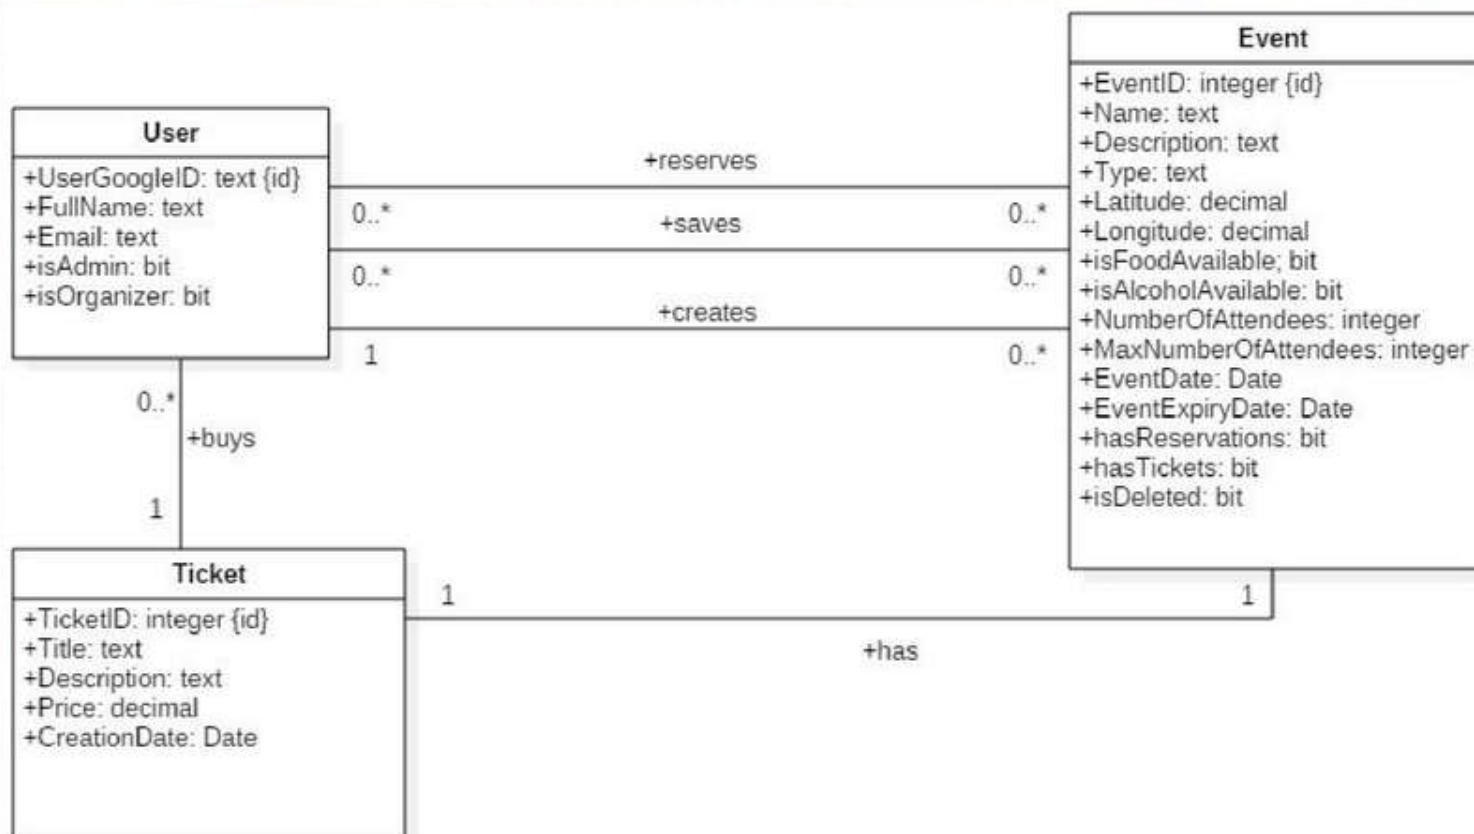 User
+UserGoogleID: text {id}
+FullName: text
+Email: text
+isAdmin: bit
+isOrganizer: bit
+reserves
0..*
0..*
+saves
0..*
0..*
+creates
1
0..*
Event
+EventID: integer {id}
+Name: text
+Description: text
+Type: text
+Latitude: decimal
+Longitude: decimal
+isFoodAvailable; bit
+isAlcoholAvailable: bit
+NumberOfAttendees: integer
+MaxNumberOfAttendees: integer
+EventDate: Date
+EventExpiryDate: Date
+hasReservations: bit
+hasTickets: bit
+isDeleted: bit
0..*
+buys
1
Ticket
+TicketID: integer {id}
+Title: text
+Description: text
+Price: decimal
+CreationDate: Date
1
1
+has